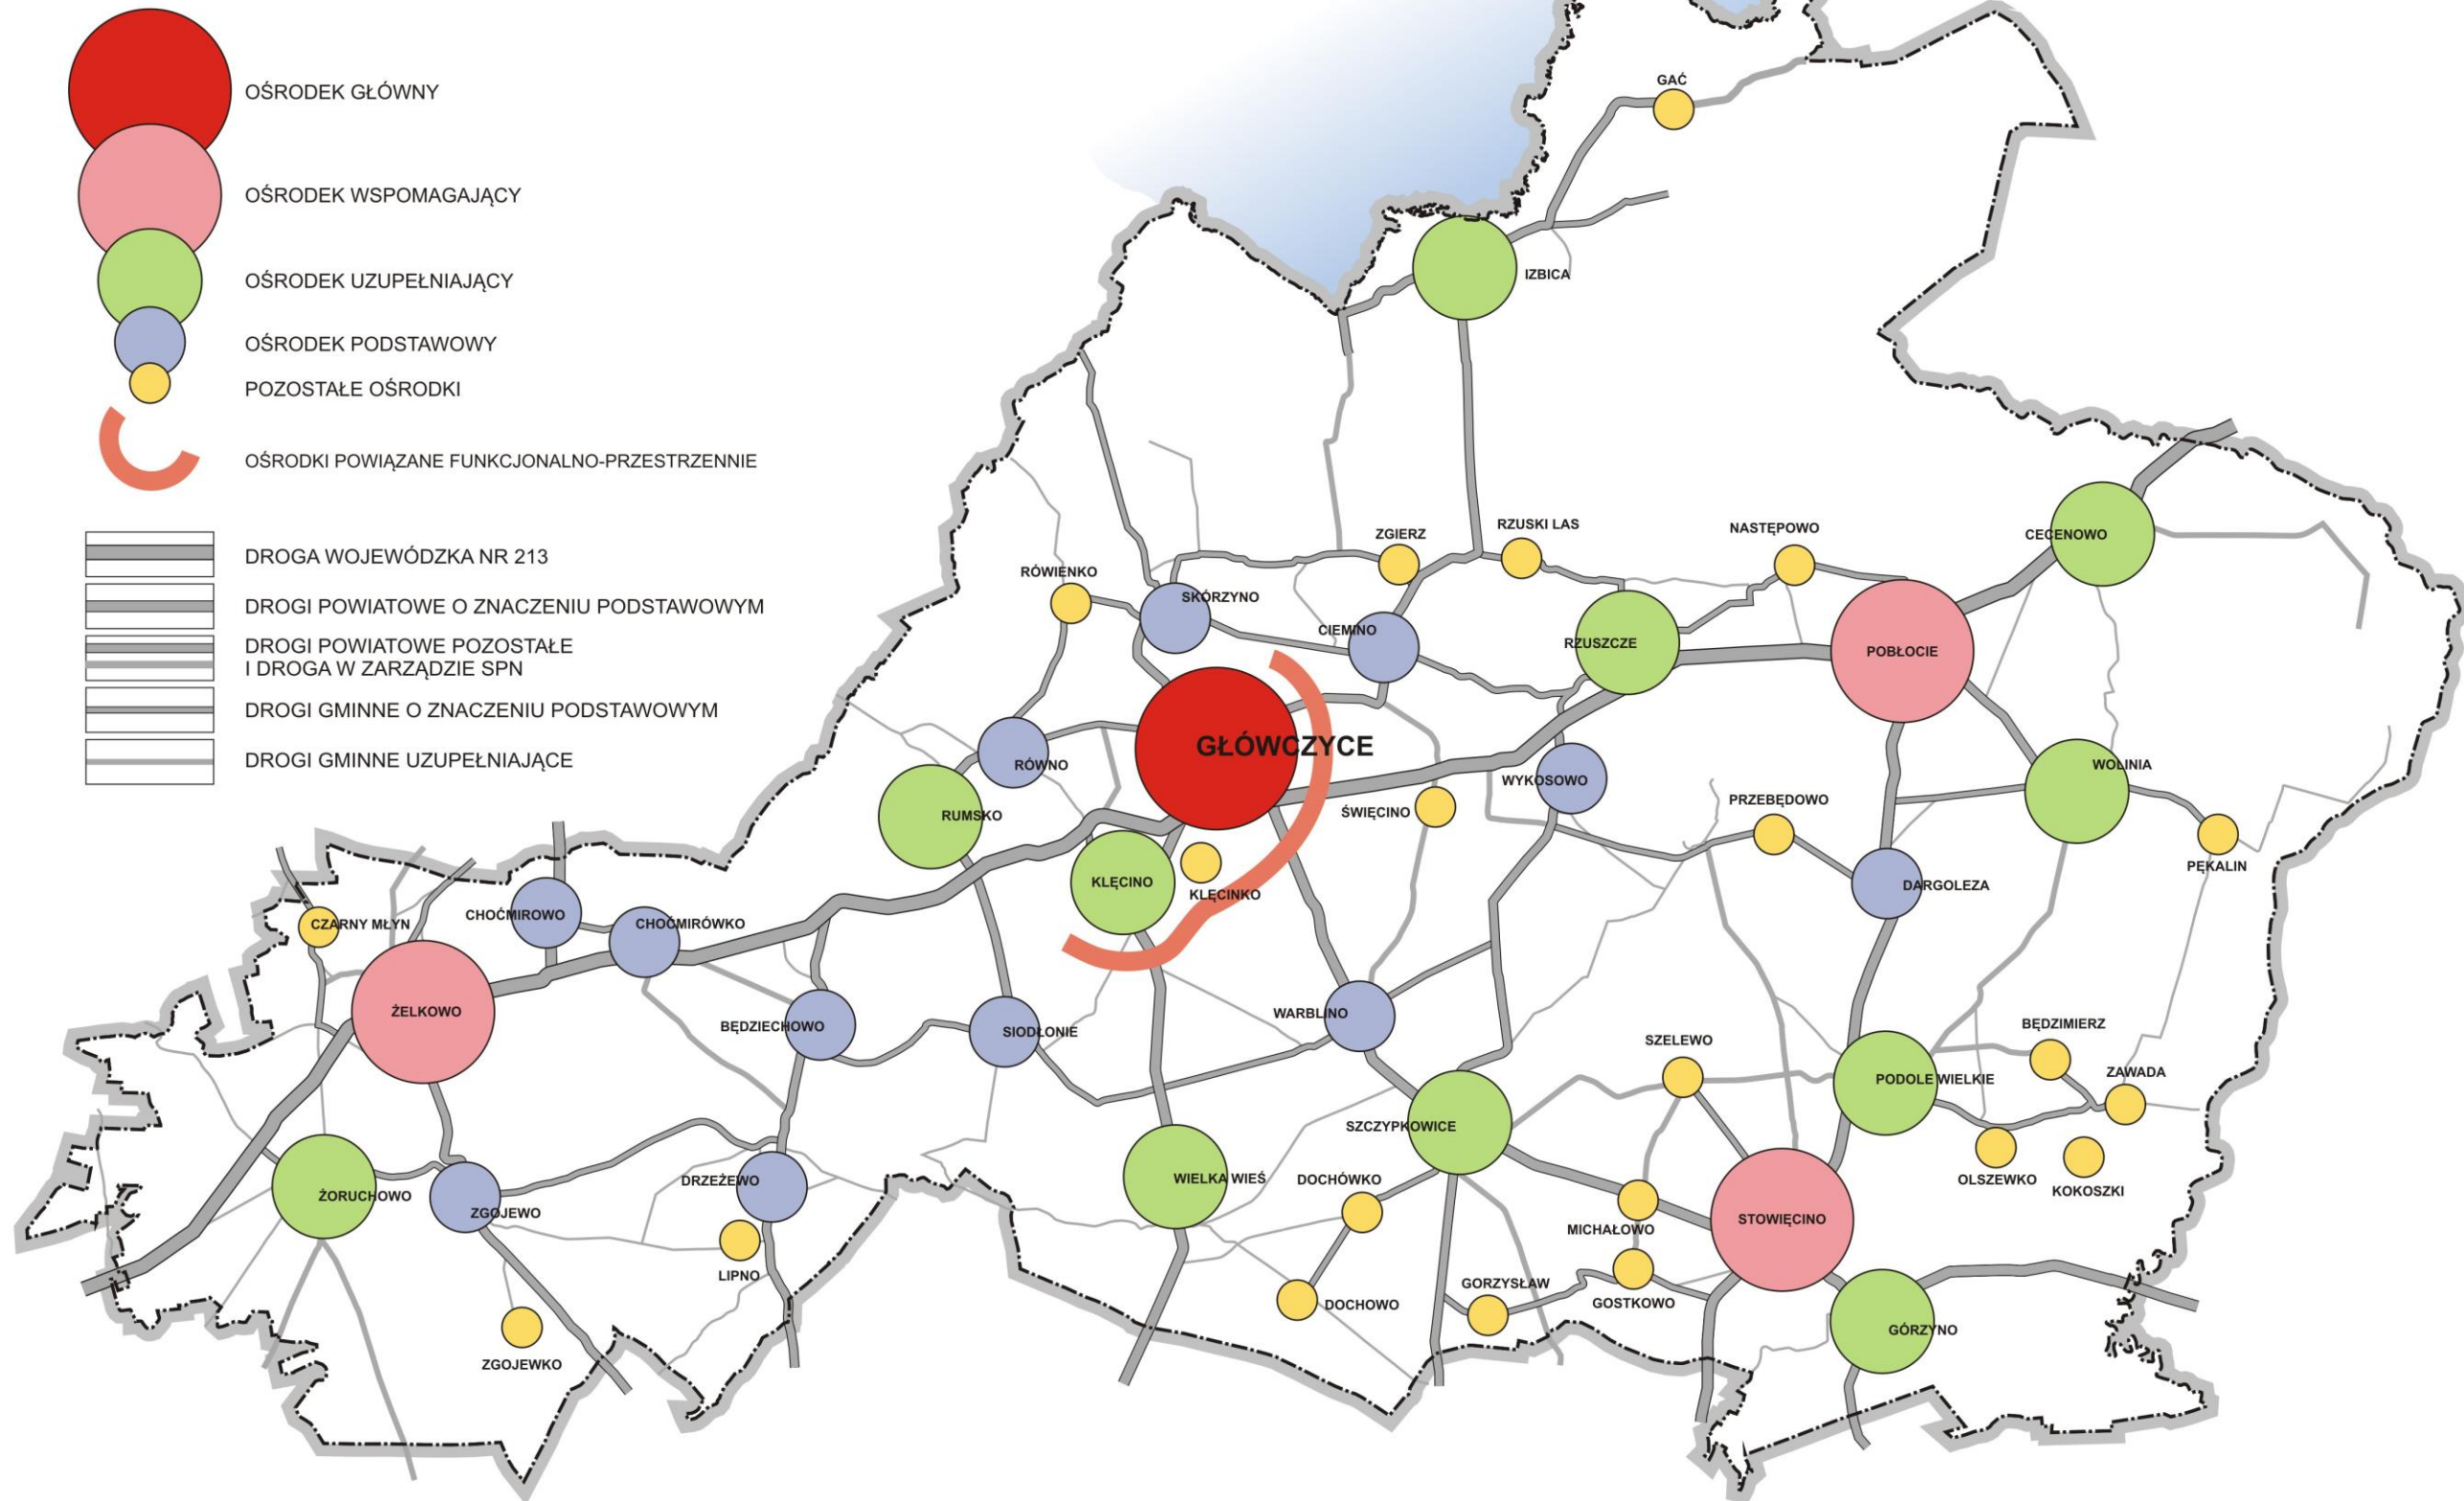 OŚRODEK GŁÓWNY
OŚRODEK WSPOMAGAJĄCY
OŚRODEK UZUPEŁNIAJĄCY
OŚRODEK PODSTAWOWY
POZOSTAŁE OŚRODKI
OŚRODKI POWIĄZANE FUNKCJONALNO-PRZESTRZENNIE
DROGA WOJEWÓDZKA NR 213
DROGI POWIATOWE O ZNACZENIU PODSTAWOWYM
DROGI POWIATOWE POZOSTAŁE
I DROGA W ZARZĄDZIE SPN
DROGI GMINNE O ZNACZENIU PODSTAWOWYM
DROGI GMINNE UZUPEŁNIAJĄCE
GAĆ
IZBICA
ZGIERZ
RZUSKI LAS
NASTĘPOWO
CECENOWO
RÓWIENKO
SKÓRZYNO
CIEMINO
RZUSZCZE
POBŁOCIE
GŁÓWCZYCE
RÓWNO
WOLINIA
WYKOSOWO
PRZEBĘDOWO
ŚWIĘCINO
RUMSKO
PĘKALIN
KLĘCINO
KLĘCINKO
DARGOLEZA
CHOĆMIROWO
CHOĆMIRÓWKO
CZARNY MŁYN
ŻELKOWO
BĘDZIECHOWO
SIODŁONIE
WARBLINO
BĘDZIMIERZ
SZELEWO
ZAWADA
PODOLE WIELKIE
SZCZYPKOWICE
WIELKA WIEŚ
DOCHÓWKO
DRZEŻEWO
OLSZEWKO
KOKOSZKI
ŻORUCHOWO
ZGOJEWO
STOWIĘCINO
MICHAŁOWO
LIPNO
GORZYSŁAW
GOSTKOWO
DOCHOWO
GÓRZYNO
ZGOJEWKO